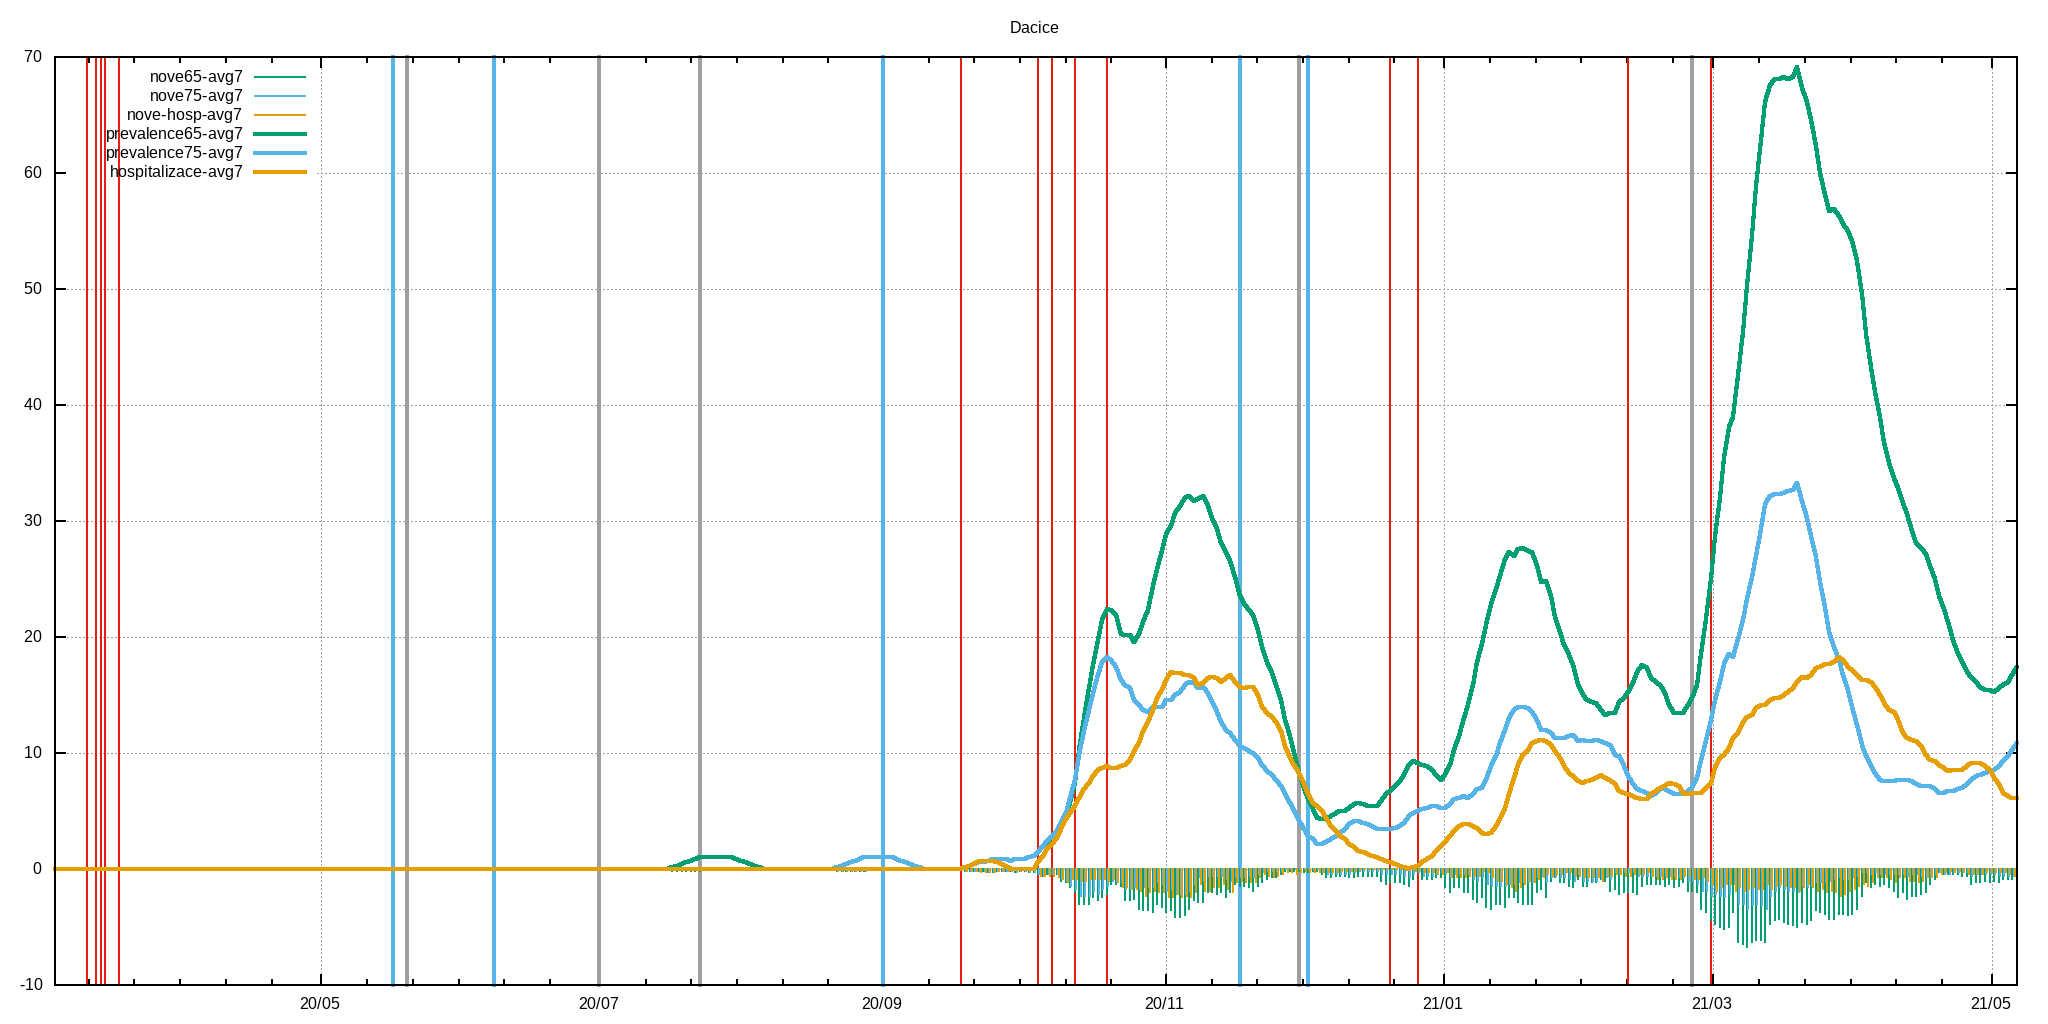 Dacice
70
60
50
40
30
20
10
0
-10
nove65-avg7
nove75-avg7
nove-hosp-avg7
prevalence65-avg7
prevalence75-avg7
hospitalizace-avg7
20/05 20/07 20/09 20/11 21/01 21/03 21/05